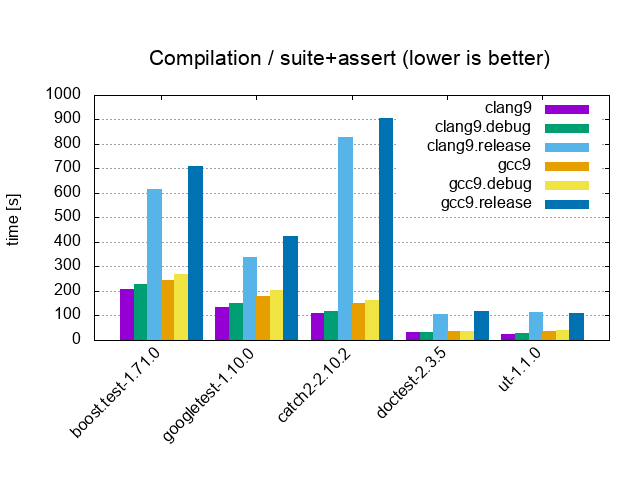 Compilation / suite+assert (lower is better)
time [s]
1000
900
800
700
600
500
400
300
200
100
0
clang9
clang9.debug
clang9.release
gcc9
gcc9.debug
gcc9.release
boost.test-1.71.0
googletest-1.10.0
catch2-2.10.2
doctest-2.3.5
ut-1.1.0